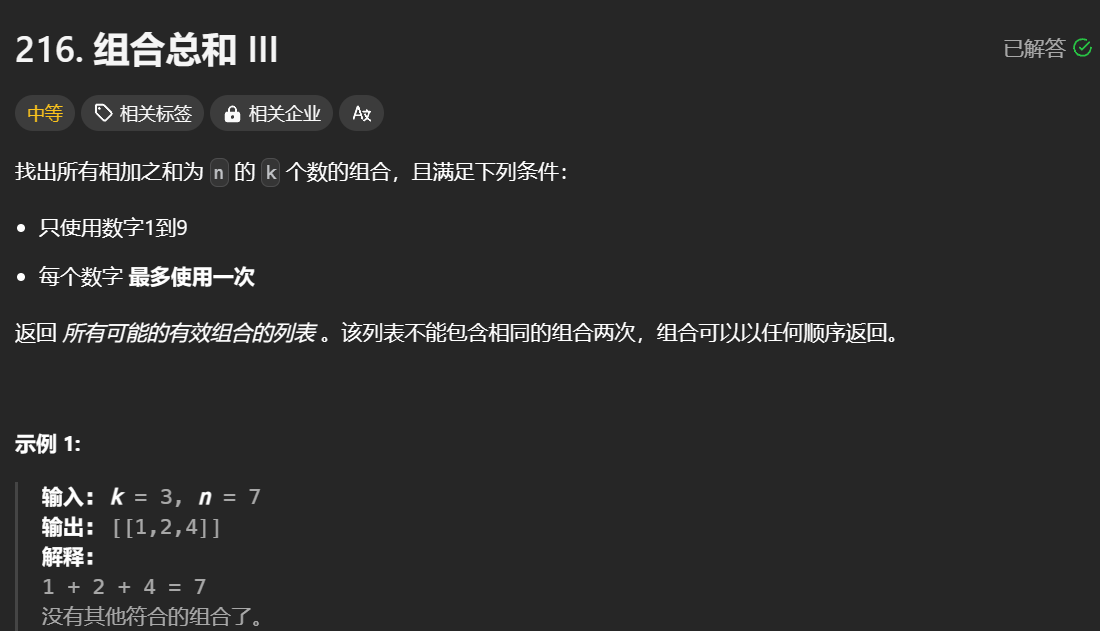 216. 组合总和 III
已解答
中等
相关标签
相关企业
找出所有相加之和为 n 的 k 个数的组合，且满足下列条件：
只使用数字1到9
每个数字 最多使用一次
返回 所有可能的有效组合的列表 。该列表不能包含相同的组合两次，组合可以以任何顺序返回。
示例 1:
输入: k = 3, n = 7
输出: [[1,2,4]]
解释:
1 + 2 + 4 = 7
没有其他符合的组合了。